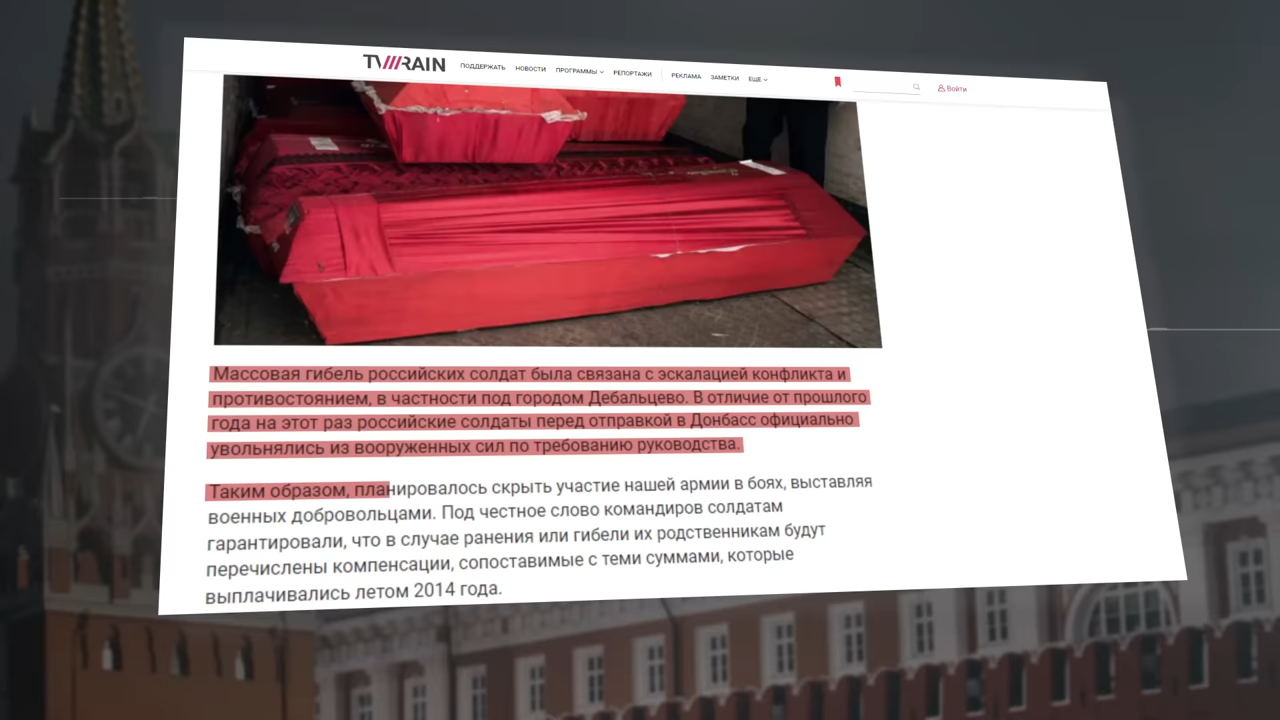 TV///RAIN
ПОДДЕРЖАТЬ НОВОСТИ ПРОГРАММЫ РЕПОРТАЖИ РЕКЛАМА ЗАМЕТКИ ЕЩЕ Войти
Массовая гибель российских солдат была связана с эскалацией конфликта и
противостоянием, в частности под городом Дебальцево. В отличие от прошлого
года на этот раз российские солдаты перед отправкой в Донбасс официально
увольнялись из вооруженных сил по требованию руководства.
Таким образом, планировалось скрыть участие нашей армии в боях, выставляя
военных добровольцами. Под честное слово командиров солдатам
гарантировали, что в случае ранения или гибели их родственникам будут
перечислены компенсации, сопоставимые с теми суммами, которые
выплачивались летом 2014 года.